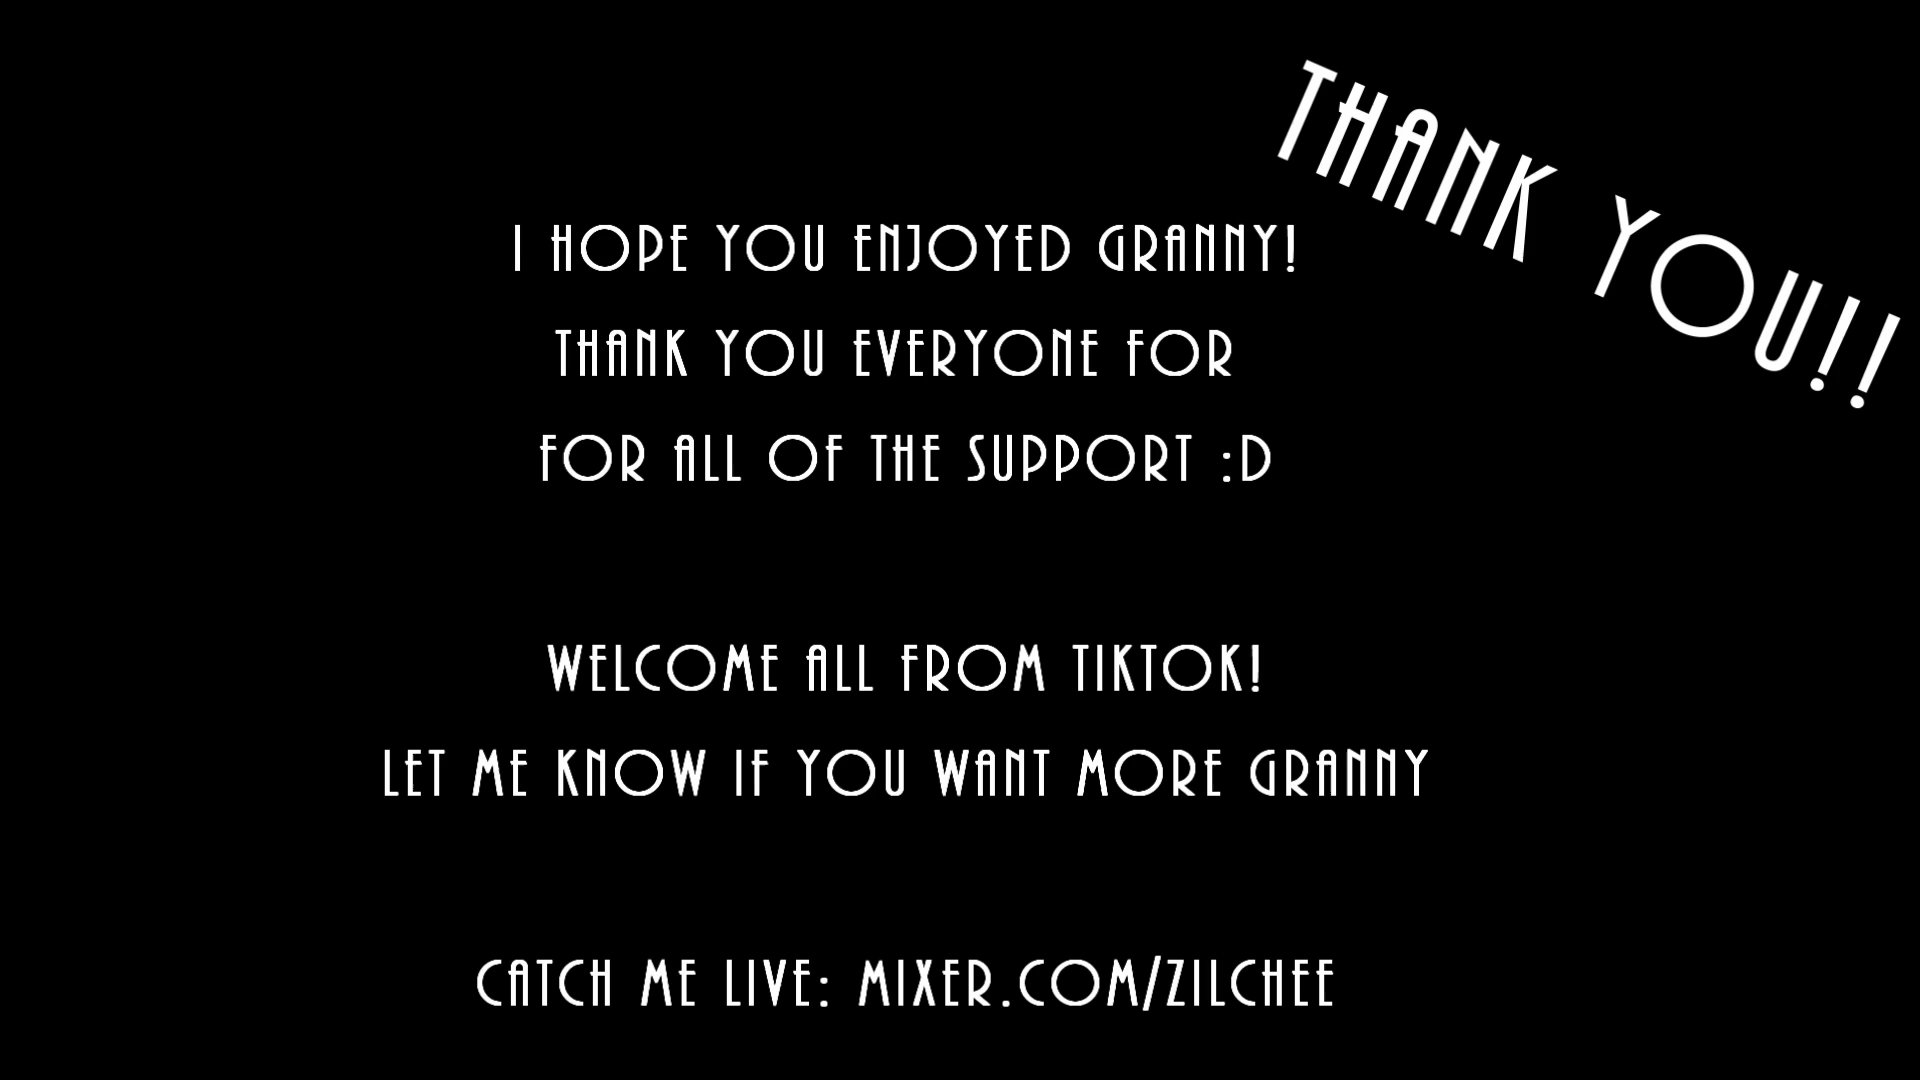 THANK YOU!!
I HOPE YOU ENJOYED GRANNY!
THANK YOU EVERYONE FOR
FOR ALL OF THE SUPPORT :D
WELCOME ALL FROM TIKTOK!
LET ME KNOW IF YOU WANT MORE GRANNY
CATCH ME LIVE: MIXER.COM/ZILCHEE